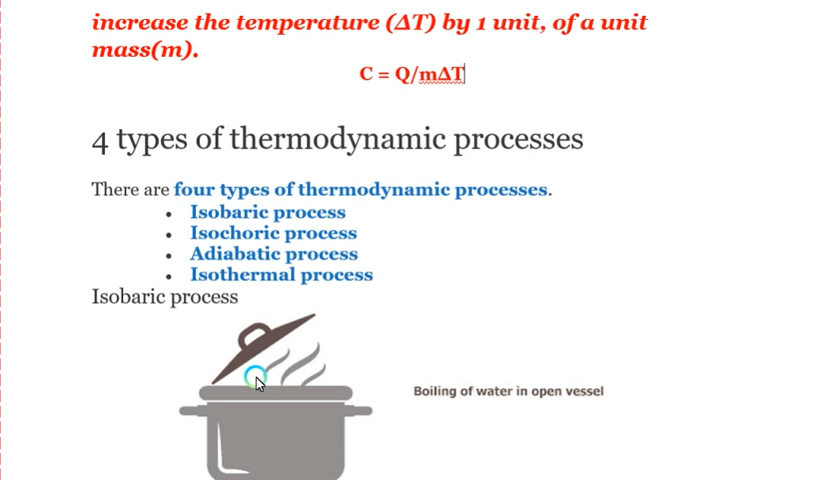 increase the temperature (ΔT) by 1 unit, of a unit
mass(m).
C = Q/mΔT
4 types of thermodynamic processes
There are four types of thermodynamic processes.
• Isobaric process
• Isochoric process
• Adiabatic process
• Isothermal process
Isobaric process
Boiling of water in open vessel